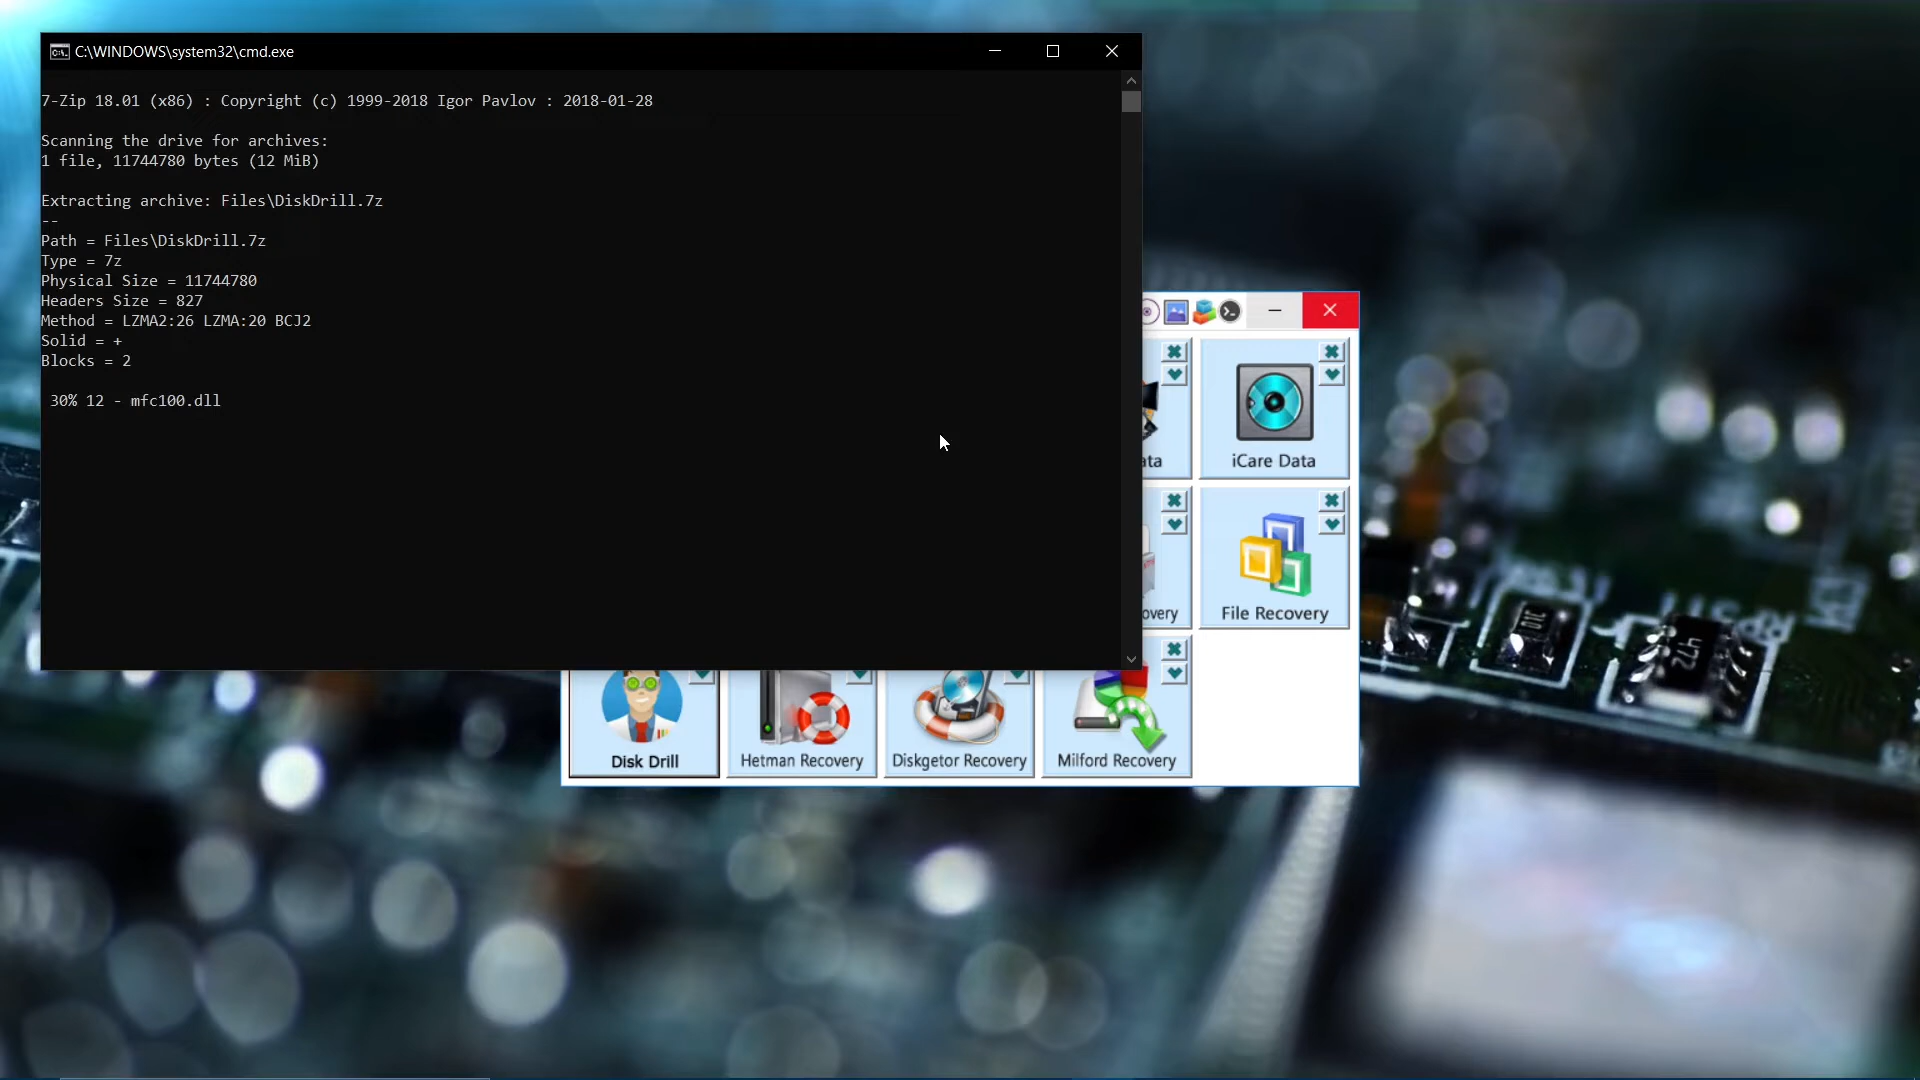 C:\WINDOWS\system32\cmd.exe
7-Zip 18.01 (x86) : Copyright (c) 1999-2018 Igor Pavlov : 2018-01-28
Scanning the drive for archives:
1 file, 11744780 bytes (12 MiB)
Extracting archive: Files\DiskDrill.7z
--
Path = Files\DiskDrill.7z
Type = 7z
Physical Size = 11744780
Headers Size = 827
Method = LZMA2:26 LZMA:20 BCJ2
Solid = +
Blocks = 2
30% 12 - mfc100.dll
iCare Data
File Recovery
Disk Drill
Hetman Recovery
Diskgetor Recovery
Milford Recovery
472